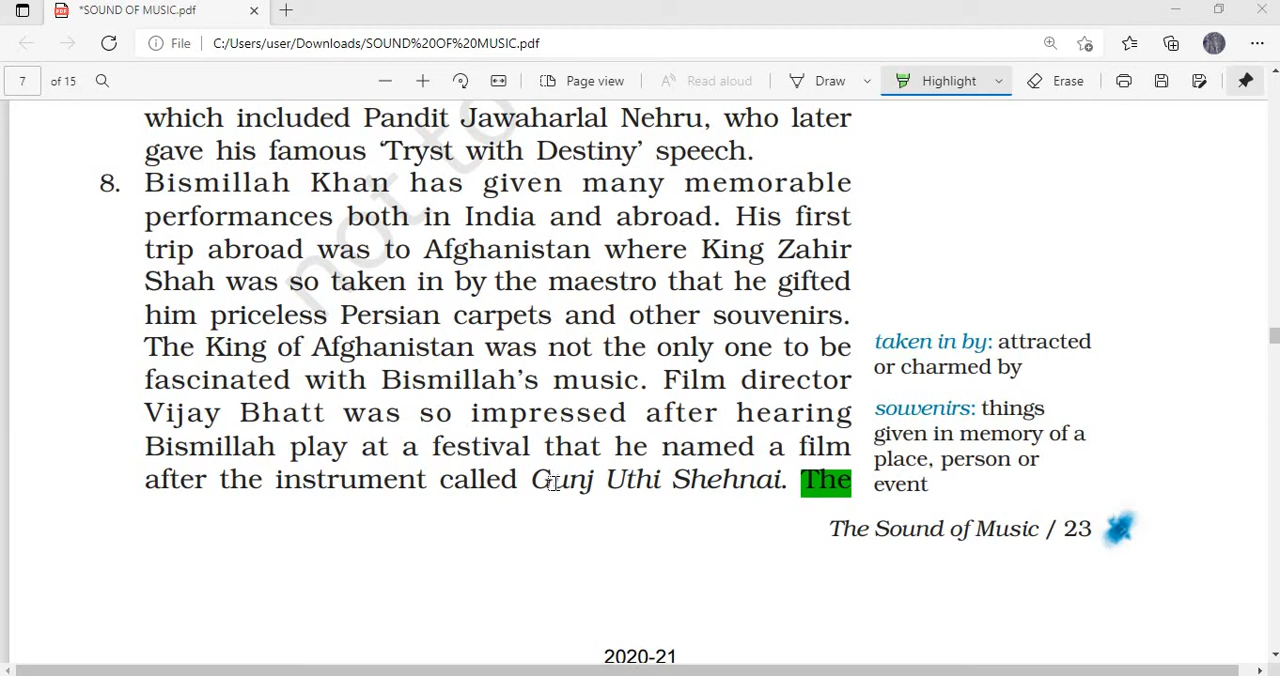 *SOUND OF MUSIC.pdf
File C:/Users/user/Downloads/SOUND%20OF%20MUSIC.pdf
7 of 15 Page view Read aloud Draw Highlight Erase
which included Pandit Jawaharlal Nehru, who later
gave his famous ‘Tryst with Destiny’ speech.
8. Bismillah Khan has given many memorable
performances both in India and abroad. His first
trip abroad was to Afghanistan where King Zahir
Shah was so taken in by the maestro that he gifted
him priceless Persian carpets and other souvenirs.
The King of Afghanistan was not the only one to be
fascinated with Bismillah’s music. Film director
Vijay Bhatt was so impressed after hearing
Bismillah play at a festival that he named a film
after the instrument called Gunj Uthi Shehnai. The
taken in by: attracted
or charmed by
souvenirs: things
given in memory of a
place, person or
event
The Sound of Music / 23
not to
2020-21